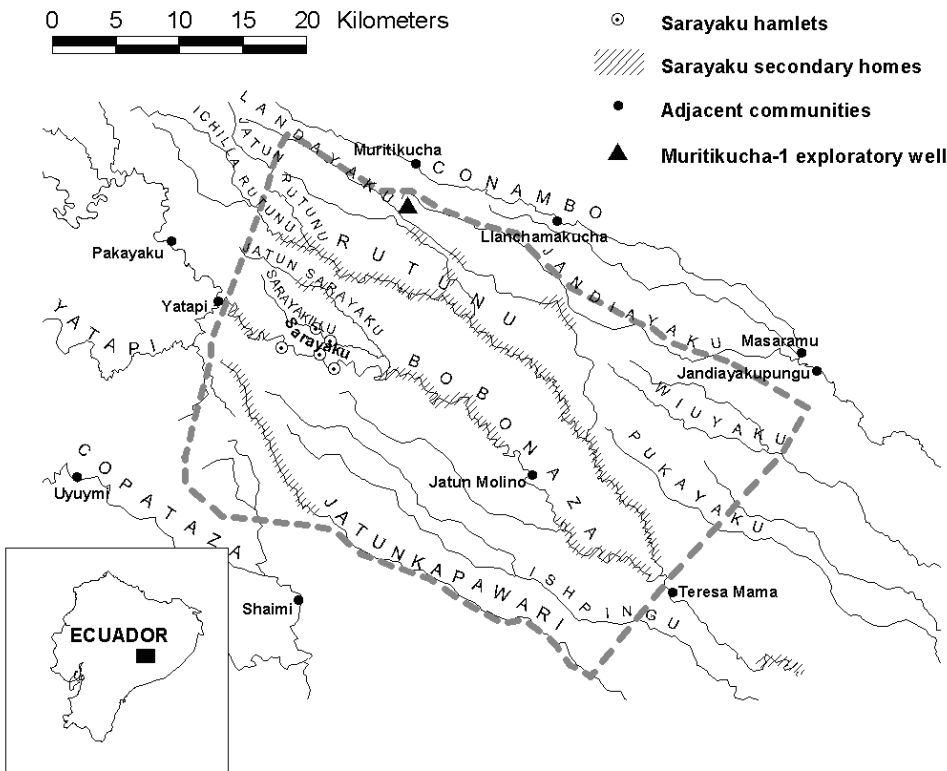 0 5 10 15 20 Kilometers
Sarayaku hamlets
Sarayaku secondary homes
Adjacent communities
Muritikucha-1 exploratory well
LANDAYAKU
ICHILLA RUTUNU
JATUN RUTUNU
Muritikucha
CONAMBO
Llanchamakucha
RUTUNU
Pakayaku
JATUN SARAYAKU
SARAYAKILLU
Yatapi
YATAPI
Sarayaku
JANDIAYAKU
Masaramu
Jandiayakupungu
BOBONAZA
WIUYAKU
PUKAYAKU
COPATAZA
Uyuymi
Jatun Molino
JATUNKAPAWARI
ISHPINGU
Teresa Mama
Shaimi
ECUADOR